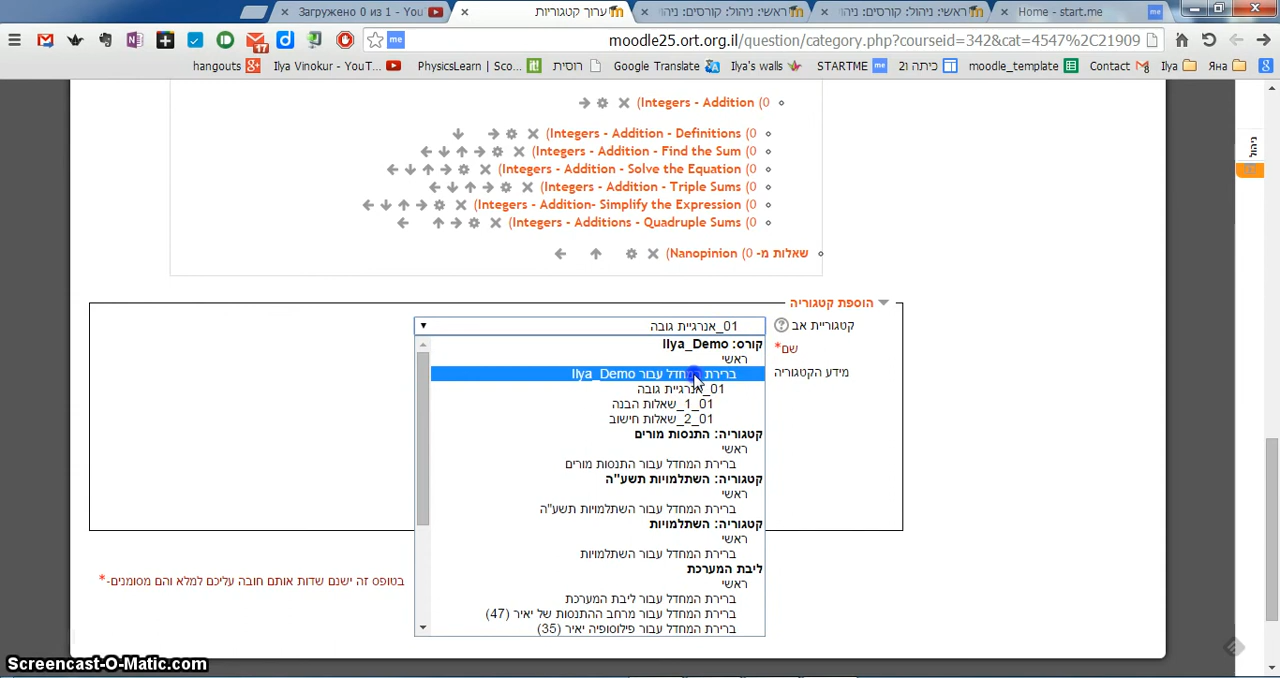 Загружено 0 из 1 - You
ערוך קטגוריות
ראשי: ניהול: קורסים: ניהו
ראשי: ניהול: קורסים: ניהו
Home - start.me
me
me
moodle25.ort.org.il/question/category.php?courseid=342&cat=4547%2C21909
17
hangouts
Ilya Vinokur - YouT...
PhysicsLearn | Sco...
it!
רוסית
Google Translate
Ilya's walls
STARTME
me
כיתה ו2
moodle_template
Contact
Ilya
Яна
ניהול
(Integers - Addition (0
(Integers - Addition - Definitions (0
(Integers - Addition - Find the Sum (0
(Integers - Addition - Solve the Equation (0
(Integers - Addition - Triple Sums (0
(Integers - Addition- Simplify the Expression (0
(Integers - Additions - Quadruple Sums (0
שאלות מ- Nanopinion (0)
הוספת קטגוריה
קטגוריית אב
01_אנרגיית גובה
שם*
מידע הקטגוריה
קורס: Ilya_Demo
ראשי
ברירת המחדל עבור Ilya_Demo
01_אנרגיית גובה
01_1_שאלות הבנה
01_2_שאלות חישוב
קטגוריה: התנסות מורים
ראשי
ברירת המחדל עבור התנסות מורים
קטגוריה: השתלמויות תשע"ה
ראשי
ברירת המחדל עבור השתלמויות תשע"ה
קטגוריה: השתלמויות
ראשי
ברירת המחדל עבור השתלמויות
ליבת המערכת
ראשי
ברירת המחדל עבור ליבת המערכת
ברירת המחדל עבור מרחב ההתנסות של יאיר (47)
ברירת המחדל עבור פילוסופיה יאיר (35)
בטופס זה ישנם שדות אותם חובה עליכם למלא והם מסומנים-*
Screencast-O-Matic.com